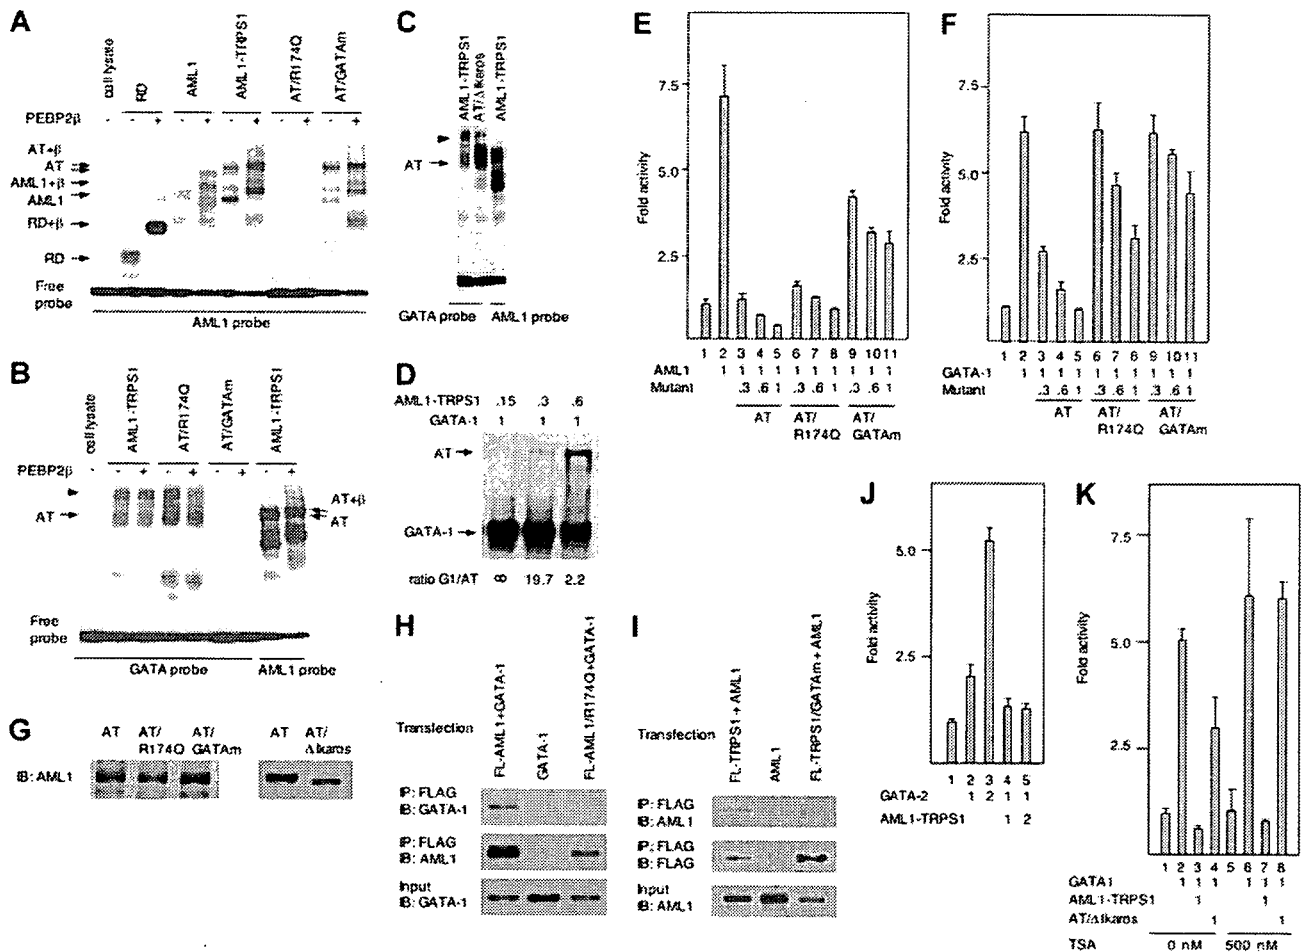 A
cell lysate
RD
AML1
AML1-TRPS1
AT/R174Q
AT/GATAm
PEBP2β - - + - + - + - + - +
AT+β
AT
AML1+β
AML1
RD+β
RD
Free probe
AML1 probe
B
cell lysate
AML1-TRPS1
AT/R174Q
AT/GATAm
AML1-TRPS1
PEBP2β - - + - + - + - +
AT
AT+β
AT
Free probe
GATA probe
AML1 probe
C
AML1-TRPS1
AT/ΔIkaros
AML1-TRPS1
AT
GATA probe
AML1 probe
D
AML1-TRPS1 .15 .3 .6
GATA-1 1 1 1
AT
GATA-1
ratio G1/AT ∞ 19.7 2.2
E
Fold activity
7.5
5.0
2.5
1 2 3 4 5 6 7 8 9 10 11
AML1 1 1 1 1 1 1 1 1 1 1
Mutant .3 .6 1 .3 .6 1 .3 .6 1
AT
AT/
R174Q
AT/
GATAm
F
Fold activity
7.5
5.0
2.5
1 2 3 4 5 6 7 8 9 10 11
GATA-1 1 1 1 1 1 1 1 1 1 1
Mutant .3 .6 1 .3 .6 1 .3 .6 1
AT
AT/
R174Q
AT/
GATAm
G
AT
AT/
R174Q
AT/
GATAm
AT
AT/
ΔIkaros
IB: AML1
H
Transfection
FL-AML1+GATA-1
GATA-1
FL-AML1/R174Q+GATA-1
IP: FLAG
IB: GATA-1
IP: FLAG
IB: AML1
Input
IB: GATA-1
I
Transfection
FL-TRPS1 + AML1
AML1
FL-TRPS1/GATAm + AML1
IP: FLAG
IB: AML1
IP: FLAG
IB: FLAG
Input
IB: AML1
J
Fold activity
5.0
2.5
1 2 3 4 5
GATA-2 1 2 1 1
AML1-TRPS1 1 2
K
Fold activity
7.5
5.0
2.5
1 2 3 4 5 6 7 8
GATA1 1 1 1 1 1 1
AML1-TRPS1 1 1
AT/ΔIkaros 1 1
TSA 0 nM 500 nM